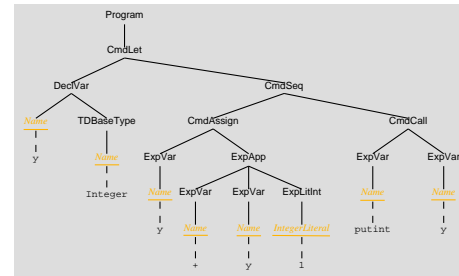 Program
CmdLet
DeclVar CmdSeq
Name TDBaseType CmdAssign CmdCall
y Name ExpVar ExpApp ExpVar ExpVar
Integer Name ExpVar ExpVar ExpLitInt Name Name
y Name Name IntegerLiteral putint y
+ y 1